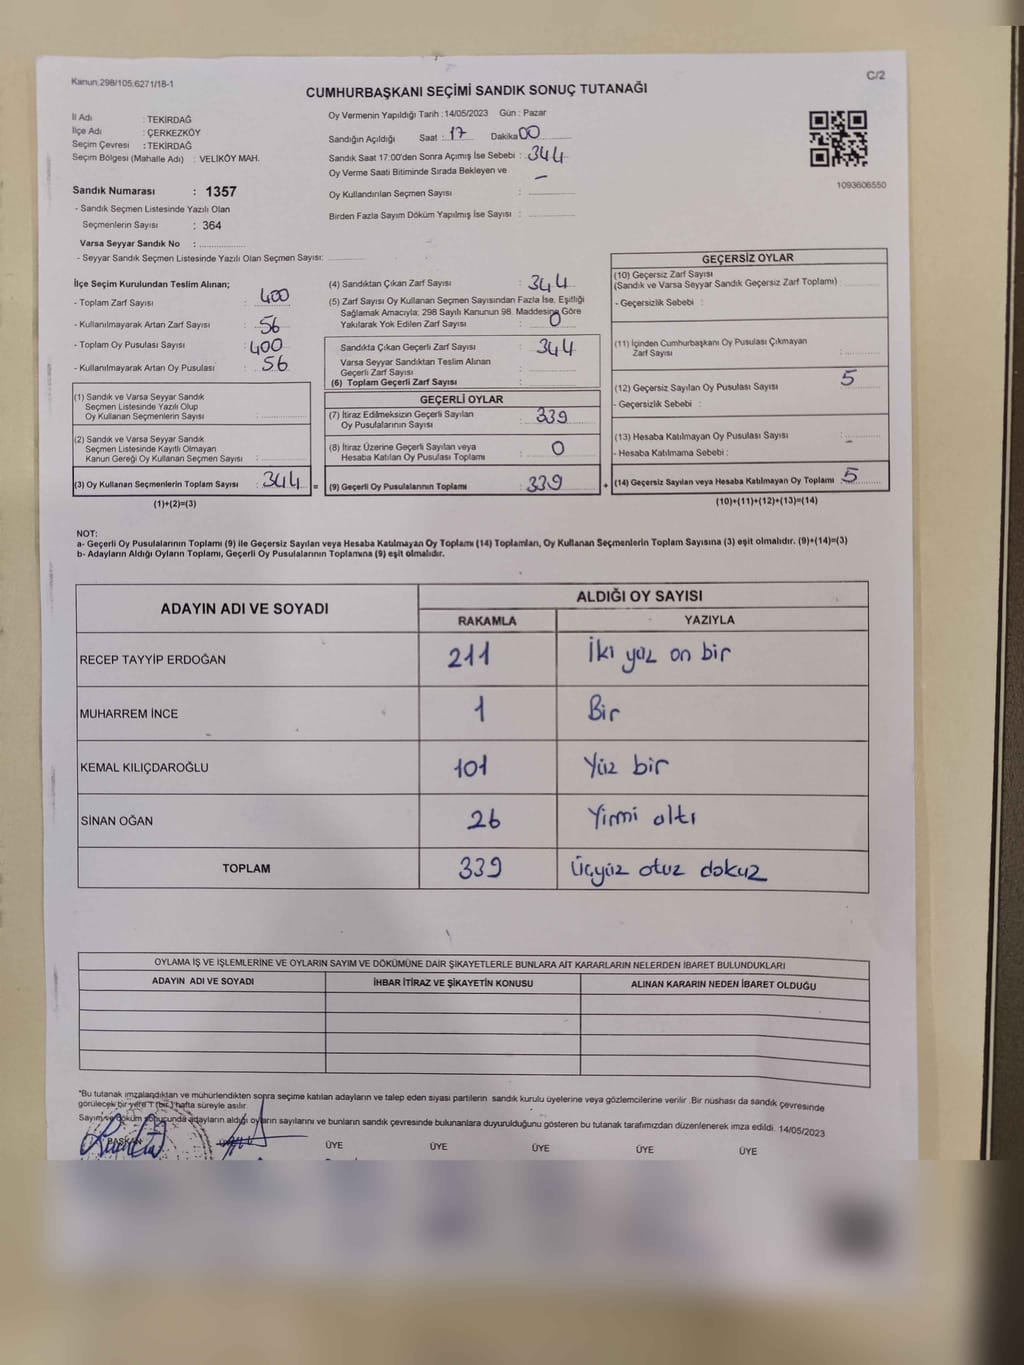 Kanun:298/105,6271/18-1
C/2
CUMHURBAŞKANI SEÇİMİ SANDIK SONUÇ TUTANAĞI
İl Adı : TEKİRDAĞ
İlçe Adı : ÇERKEZKÖY
Seçim Çevresi : TEKİRDAĞ
Seçim Bölgesi (Mahalle Adı) : VELİKÖY MAH.
Sandık Numarası : 1357
- Sandık Seçmen Listesinde Yazılı Olan
Seçmenlerin Sayısı : 364
Varsa Seyyar Sandık No :
- Seyyar Sandık Seçmen Listesinde Yazılı Olan Seçmen Sayısı:
Oy Vermenin Yapıldığı Tarih : 14/05/2023 Gün : Pazar
Sandığın Açıldığı Saat : 17 Dakika 00
Sandık Saat 17:00'den Sonra Açımış İse Sebebi : 344
Oy Verme Saati Bitiminde Sırada Bekleyen ve
Oy Kullandırılan Seçmen Sayısı : –
Birden Fazla Sayım Döküm Yapılmış İse Sayısı :
1093606550
İlçe Seçim Kurulundan Teslim Alınan;
- Toplam Zarf Sayısı : 400
- Kullanılmayarak Artan Zarf Sayısı : 56
- Toplam Oy Pusulası Sayısı : 400
- Kullanılmayarak Artan Oy Pusulası : 56
(1) Sandık ve Varsa Seyyar Sandık
Seçmen Listesinde Yazılı Olup
Oy Kullanan Seçmenlerin Sayısı :
(2) Sandık ve Varsa Seyyar Sandık
Seçmen Listesinde Kayıtlı Olmayan
Kanun Gereği Oy Kullanan Seçmen Sayısı :
(3) Oy Kullanan Seçmenlerin Toplam Sayısı : 344
(1)+(2)=(3)
(4) Sandıktan Çıkan Zarf Sayısı : 344
(5) Zarf Sayısı Oy Kullanan Seçmen Sayısından Fazla İse, Eşitliği
Sağlamak Amacıyla; 298 Sayılı Kanunun 98. Maddesine Göre
Yakılarak Yok Edilen Zarf Sayısı : 0
Sandıkta Çıkan Geçerli Zarf Sayısı : 344
Varsa Seyyar Sandıktan Teslim Alınan
Geçerli Zarf Sayısı :
(6) Toplam Geçerli Zarf Sayısı :
GEÇERLİ OYLAR
(7) İtiraz Edilmeksizin Geçerli Sayılan
Oy Pusulalarının Sayısı : 339
(8) İtiraz Üzerine Geçerli Sayılan veya
Hesaba Katılan Oy Pusulası Toplamı : 0
= (9) Geçerli Oy Pusulalarının Toplamı : 339
GEÇERSİZ OYLAR
(10) Geçersiz Zarf Sayısı
(Sandık ve Varsa Seyyar Sandık Geçersiz Zarf Toplamı) :
- Geçersizlik Sebebi :
(11) İçinden Cumhurbaşkanı Oy Pusulası Çıkmayan
Zarf Sayısı :
(12) Geçersiz Sayılan Oy Pusulası Sayısı : 5
- Geçersizlik Sebebi :
(13) Hesaba Katılmayan Oy Pusulası Sayısı : –
- Hesaba Katılmama Sebebi :
+ (14) Geçersiz Sayılan veya Hesaba Katılmayan Oy Toplamı : 5
(10)+(11)+(12)+(13)=(14)
NOT:
a- Geçerli Oy Pusulalarının Toplamı (9) ile Geçersiz Sayılan veya Hesaba Katılmayan Oy Toplamı (14) Toplamları, Oy Kullanan Seçmenlerin Toplam Sayısına (3) eşit olmalıdır. (9)+(14)=(3)
b- Adayların Aldığı Oyların Toplamı, Geçerli Oy Pusulalarının Toplamına (9) eşit olmalıdır.
ADAYIN ADI VE SOYADI ALDIĞI OY SAYISI
RAKAMLA YAZIYLA
RECEP TAYYİP ERDOĞAN 211 İki yüz on bir
MUHARREM İNCE 1 Bir
KEMAL KILIÇDAROĞLU 101 Yüz bir
SİNAN OĞAN 26 Yirmi altı
TOPLAM 339 Üçyüz otuz dokuz
OYLAMA İŞ VE İŞLEMLERİNE VE OYLARIN SAYIM VE DÖKÜMÜNE DAİR ŞİKAYETLERLE BUNLARA AİT KARARLARIN NELERDEN İBARET BULUNDUKLARI
ADAYIN ADI VE SOYADI İHBAR İTİRAZ VE ŞİKAYETİN KONUSU ALINAN KARARIN NEDEN İBARET OLDUĞU
*Bu tutanak imzalandıktan ve mühürlendikten sonra seçime katılan adayların ve talep eden siyasi partilerin sandık kurulu üyelerine veya gözlemcilerine verilir .Bir nüshası da sandık çevresinde
görülecek bir yere 1 (bir) hafta süreyle asılır.
Sayım ve döküm sonucunda adayların aldığı oyların sayılarını ve bunların sandık çevresinde bulunanlara duyurulduğunu gösteren bu tutanak tarafımızdan düzenlenerek imza edildi. 14/05/2023
BAŞKAN ÜYE ÜYE ÜYE ÜYE ÜYE